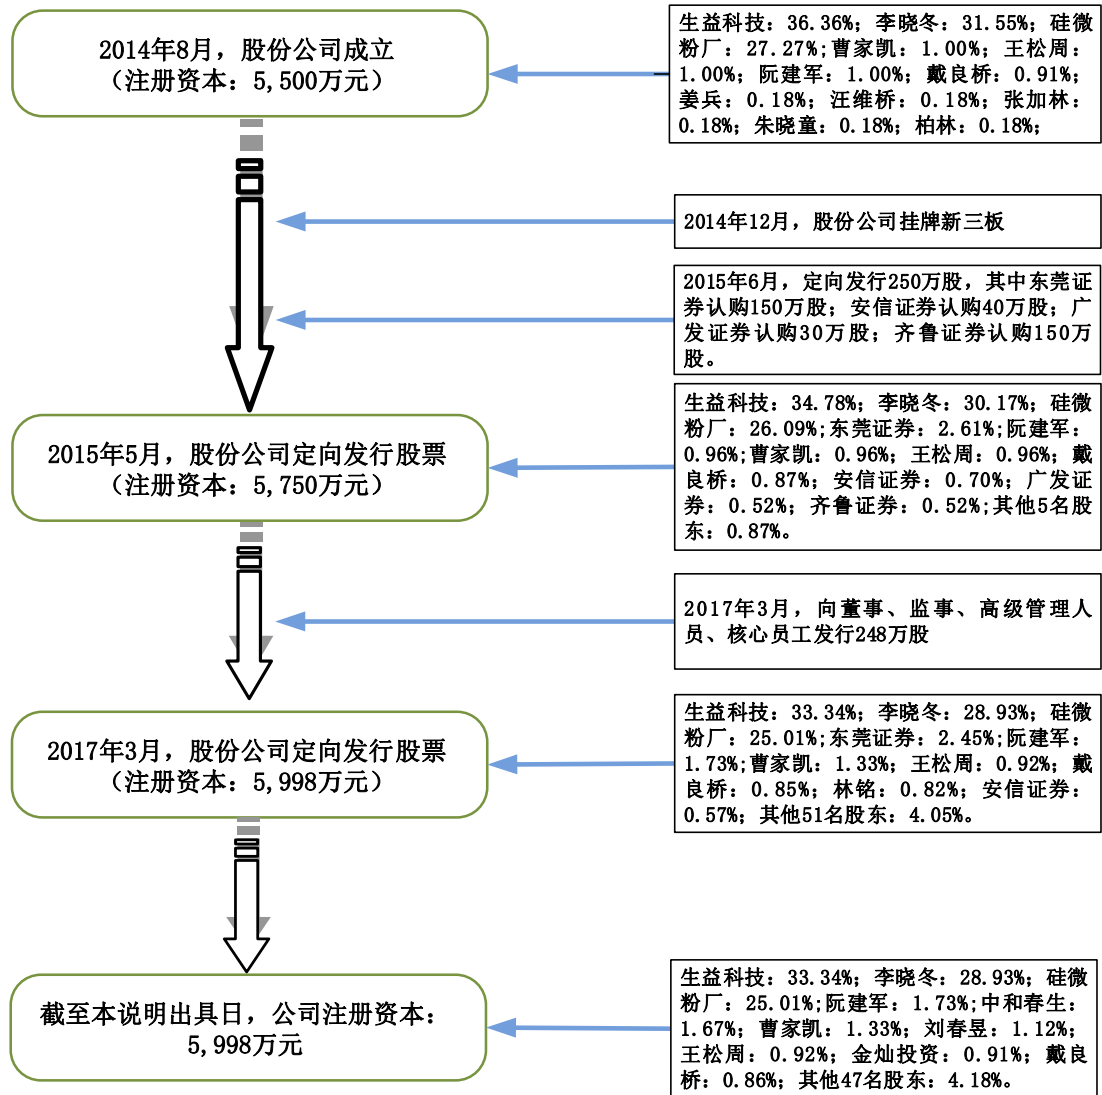 2014年8月，股份公司成立
（注册资本：5,500万元）
生益科技：36.36%；李晓冬：31.55%；硅微
粉厂：27.27%;曹家凯：1.00%；王松周：
1.00%；阮建军：1.00%；戴良桥：0.91%；
姜兵：0.18%；汪维桥：0.18%；张加林：
0.18%；朱晓童：0.18%；柏林：0.18%；
2014年12月，股份公司挂牌新三板
2015年6月，定向发行250万股，其中东莞证
券认购150万股；安信证券认购40万股；广
发证券认购30万股；齐鲁证券认购150万
股。
2015年5月，股份公司定向发行股票
（注册资本：5,750万元）
生益科技：34.78%；李晓冬：30.17%；硅微
粉厂：26.09%;东莞证券：2.61%;阮建军：
0.96%;曹家凯：0.96%；王松周：0.96%；戴
良桥：0.87%；安信证券：0.70%；广发证
券：0.52%；齐鲁证券：0.52%;其他5名股
东：0.87%。
2017年3月，向董事、监事、高级管理人
员、核心员工发行248万股
2017年3月，股份公司定向发行股票
（注册资本：5,998万元）
生益科技：33.34%；李晓冬：28.93%；硅微
粉厂：25.01%;东莞证券：2.45%;阮建军：
1.73%;曹家凯：1.33%；王松周：0.92%；戴
良桥：0.85%；林铭：0.82%；安信证券：
0.57%；其他51名股东：4.05%。
截至本说明出具日，公司注册资本：
5,998万元
生益科技：33.34%；李晓冬：28.93%；硅微
粉厂：25.01%;阮建军：1.73%;中和春生：
1.67%；曹家凯：1.33%；刘春昱：1.12%；
王松周：0.92%；金灿投资：0.91%；戴良
桥：0.86%；其他47名股东：4.18%。